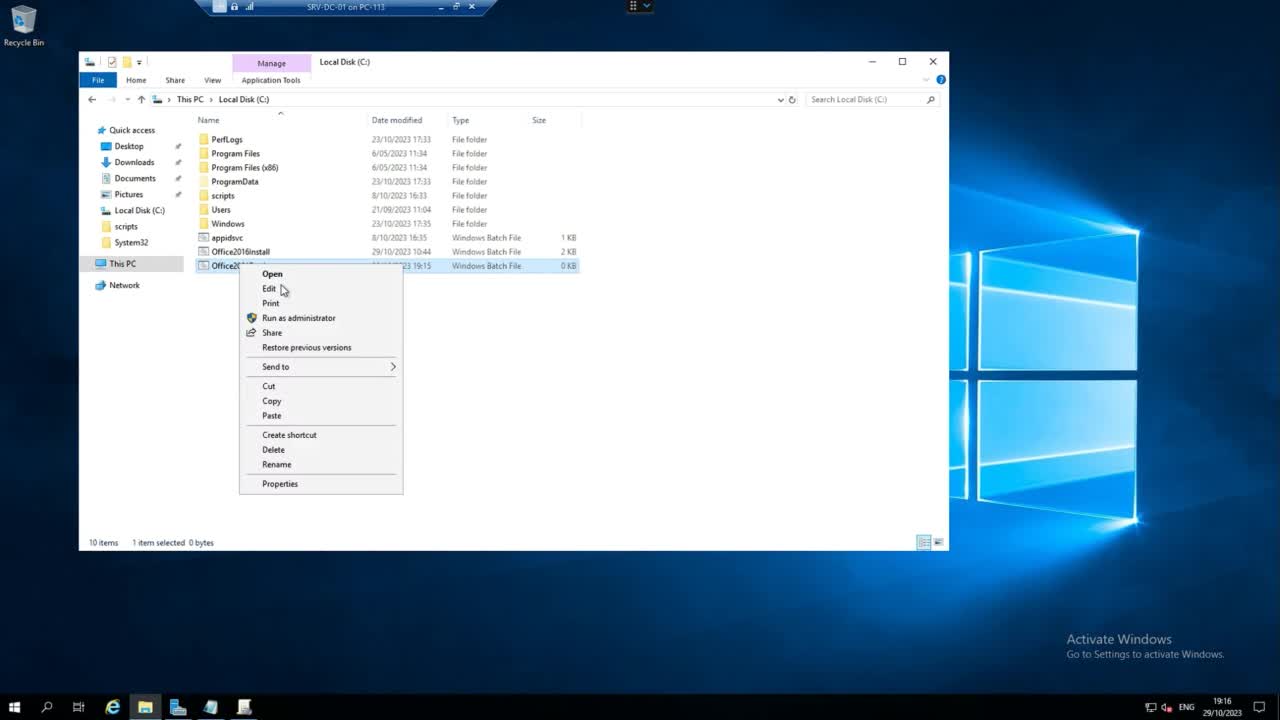 Recycle Bin
SRV-DC-01 on PC-113
Manage
Local Disk (C:)
File
Home
Share
View
Application Tools
This PC
Local Disk (C:)
Search Local Disk (C:)
Name
Date modified
Type
Size
Quick access
Desktop
Downloads
Documents
Pictures
Local Disk (C:)
scripts
System32
This PC
Network
PerfLogs 23/10/2023 17:33 File folder
Program Files 6/05/2023 11:34 File folder
Program Files (x86) 6/05/2023 11:34 File folder
ProgramData 23/10/2023 17:33 File folder
scripts 8/10/2023 16:33 File folder
Users 21/09/2023 11:04 File folder
Windows 23/10/2023 17:35 File folder
appidsvc 8/10/2023 16:35 Windows Batch File 1 KB
Office2016Install 29/10/2023 10:44 Windows Batch File 2 KB
19:15 Windows Batch File 0 KB
Open
Edit
Print
Run as administrator
Share
Restore previous versions
Send to
Cut
Copy
Paste
Create shortcut
Delete
Rename
Properties
10 items 1 item selected 0 bytes
Activate Windows
Go to Settings to activate Windows.
ENG
19:16
29/10/2023